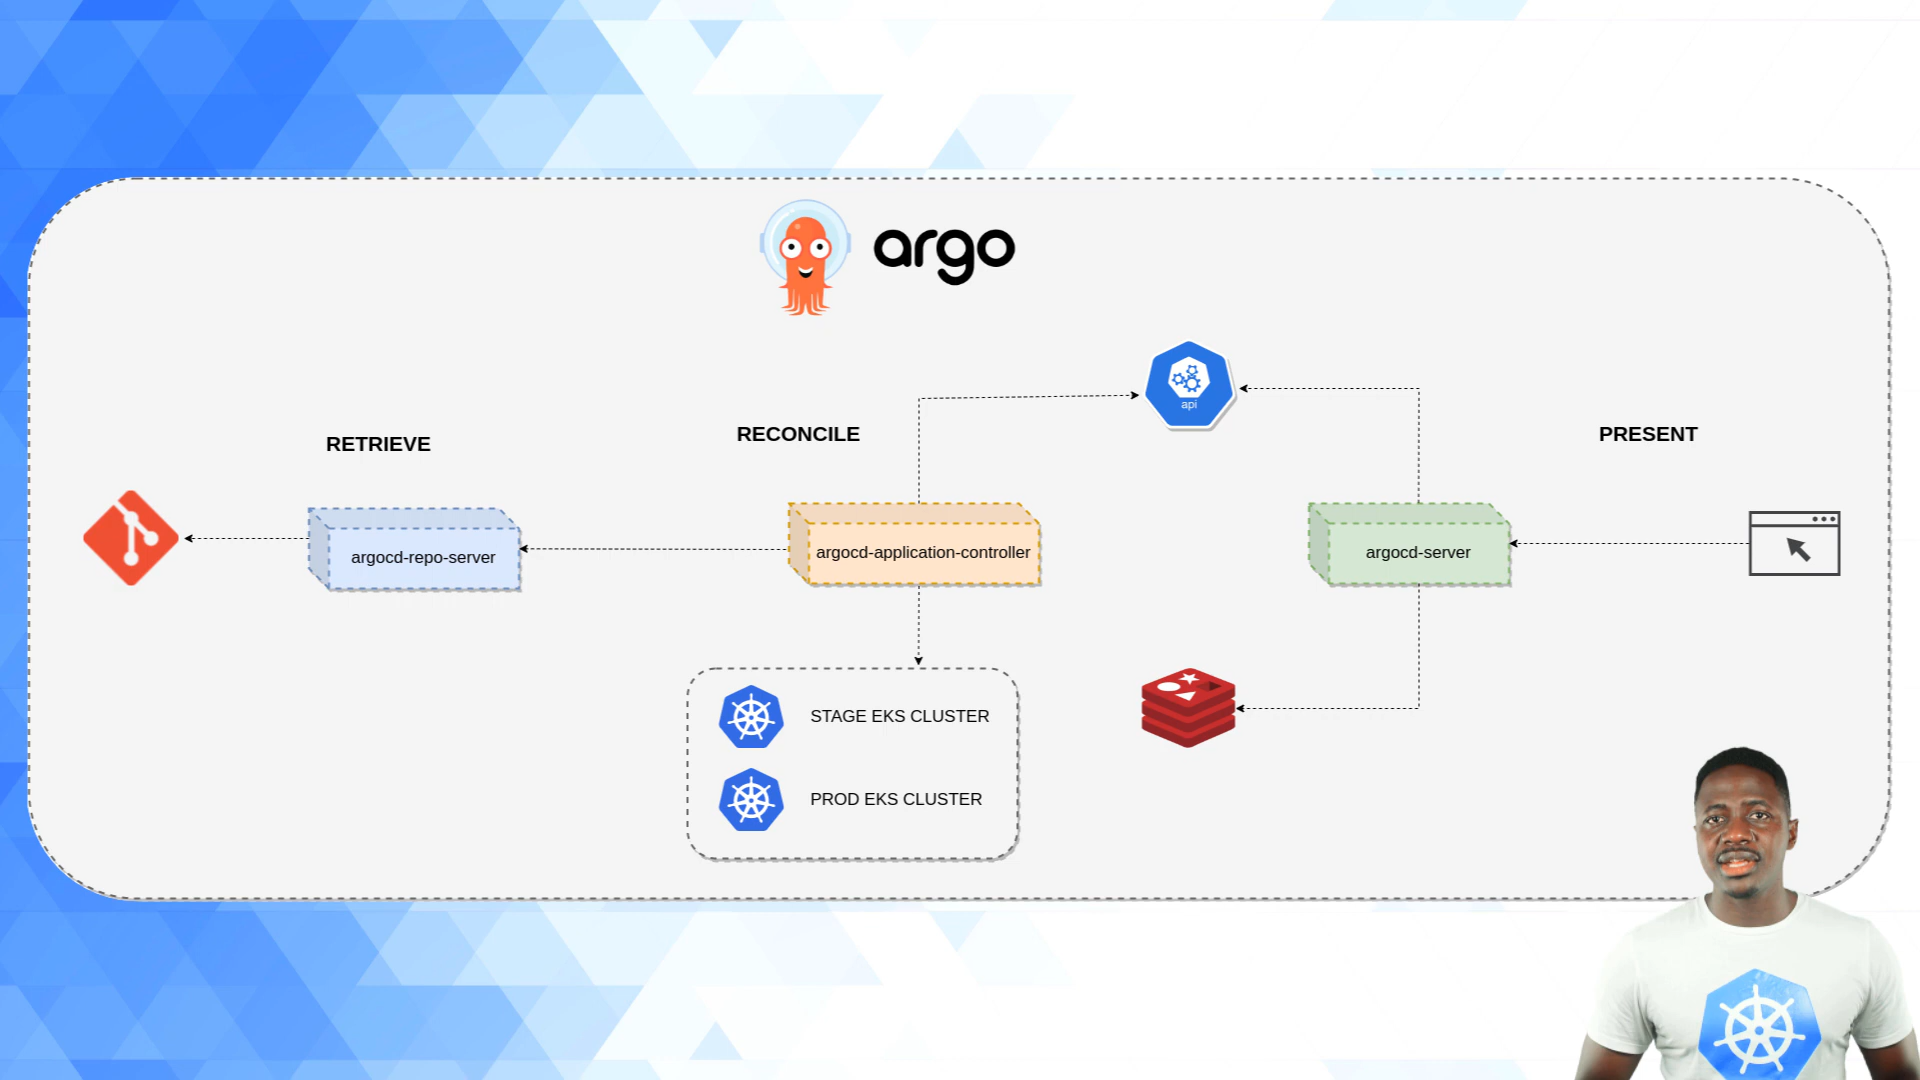 argo
api
RETRIEVE
RECONCILE
PRESENT
argocd-repo-server
argocd-application-controller
argocd-server
STAGE EKS CLUSTER
PROD EKS CLUSTER